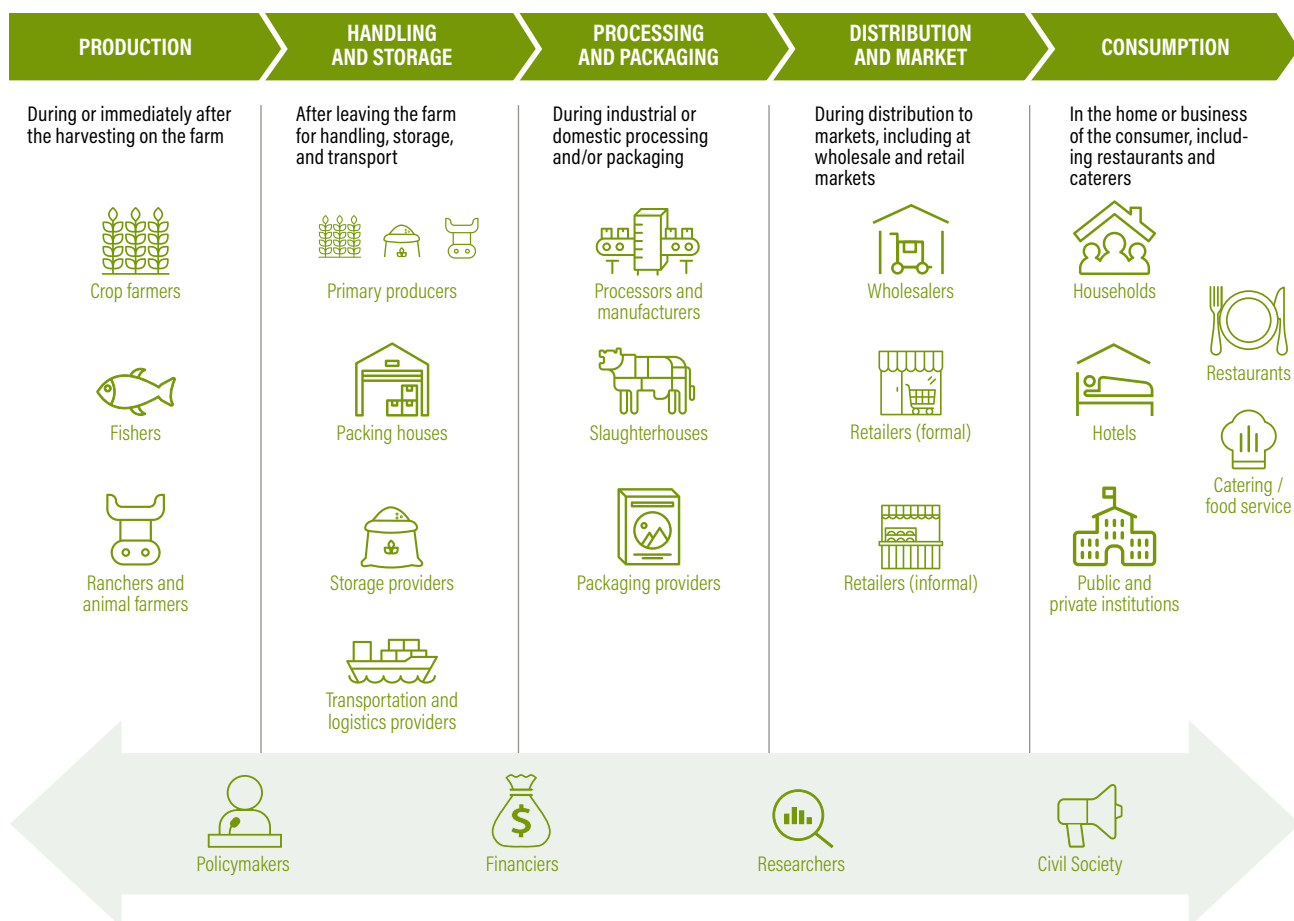 PRODUCTION
HANDLING
AND STORAGE
PROCESSING
AND PACKAGING
DISTRIBUTION
AND MARKET
CONSUMPTION
During or immediately after
the harvesting on the farm
After leaving the farm
for handling, storage,
and transport
During industrial or
domestic processing
and/or packaging
During distribution to
markets, including at
wholesale and retail
markets
In the home or business
of the consumer, includ-
ing restaurants and
caterers
Crop farmers
Fishers
Ranchers and
animal farmers
Primary producers
Packing houses
Storage providers
Transportation and
logistics providers
Processors and
manufacturers
Slaughterhouses
Packaging providers
Wholesalers
Retailers (formal)
Retailers (informal)
Households
Hotels
Public and
private institutions
Restaurants
Catering /
food service
$
Policymakers
Financiers
Researchers
Civil Society